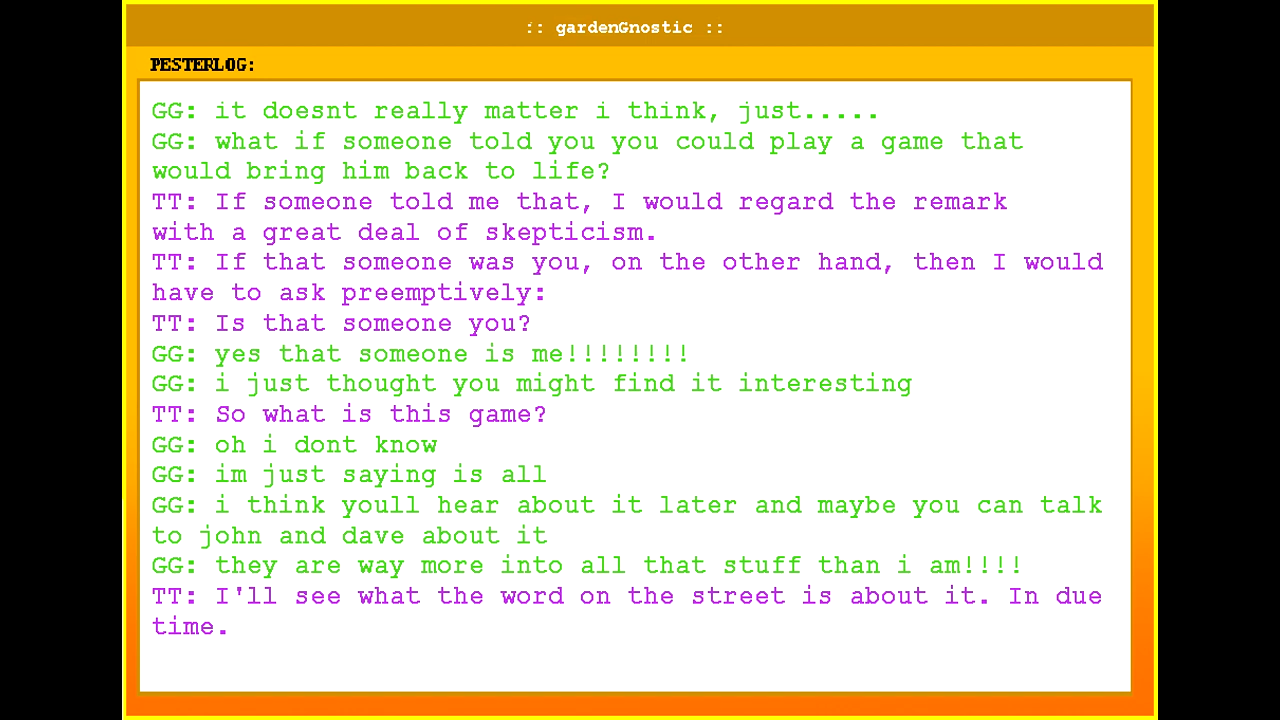 :: gardenGnostic ::
PESTERLOG:
GG: it doesnt really matter i think, just.....
GG: what if someone told you you could play a game that
would bring him back to life?
TT: If someone told me that, I would regard the remark
with a great deal of skepticism.
TT: If that someone was you, on the other hand, then I would
have to ask preemptively:
TT: Is that someone you?
GG: yes that someone is me!!!!!!!!
GG: i just thought you might find it interesting
TT: So what is this game?
GG: oh i dont know
GG: im just saying is all
GG: i think youll hear about it later and maybe you can talk
to john and dave about it
GG: they are way more into all that stuff than i am!!!!
TT: I'll see what the word on the street is about it. In due
time.